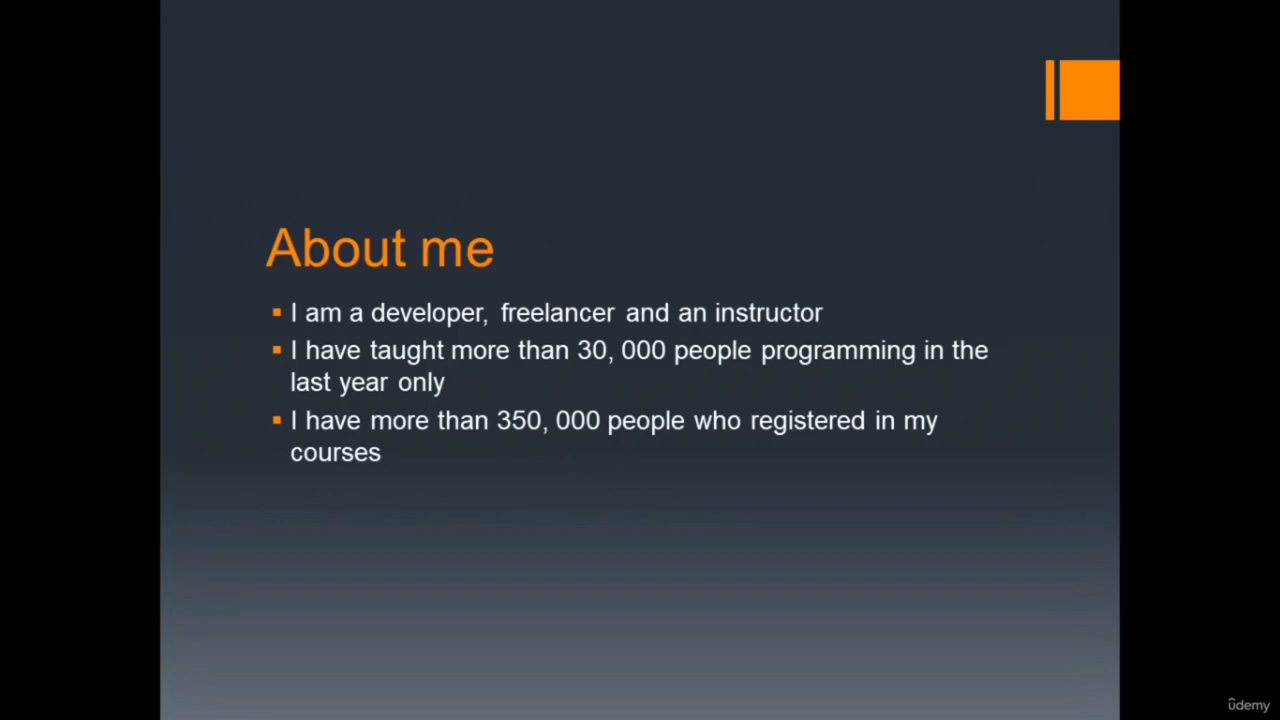 About me
I am a developer, freelancer and an instructor
I have taught more than 30, 000 people programming in the
last year only
I have more than 350, 000 people who registered in my
courses
ûdemy